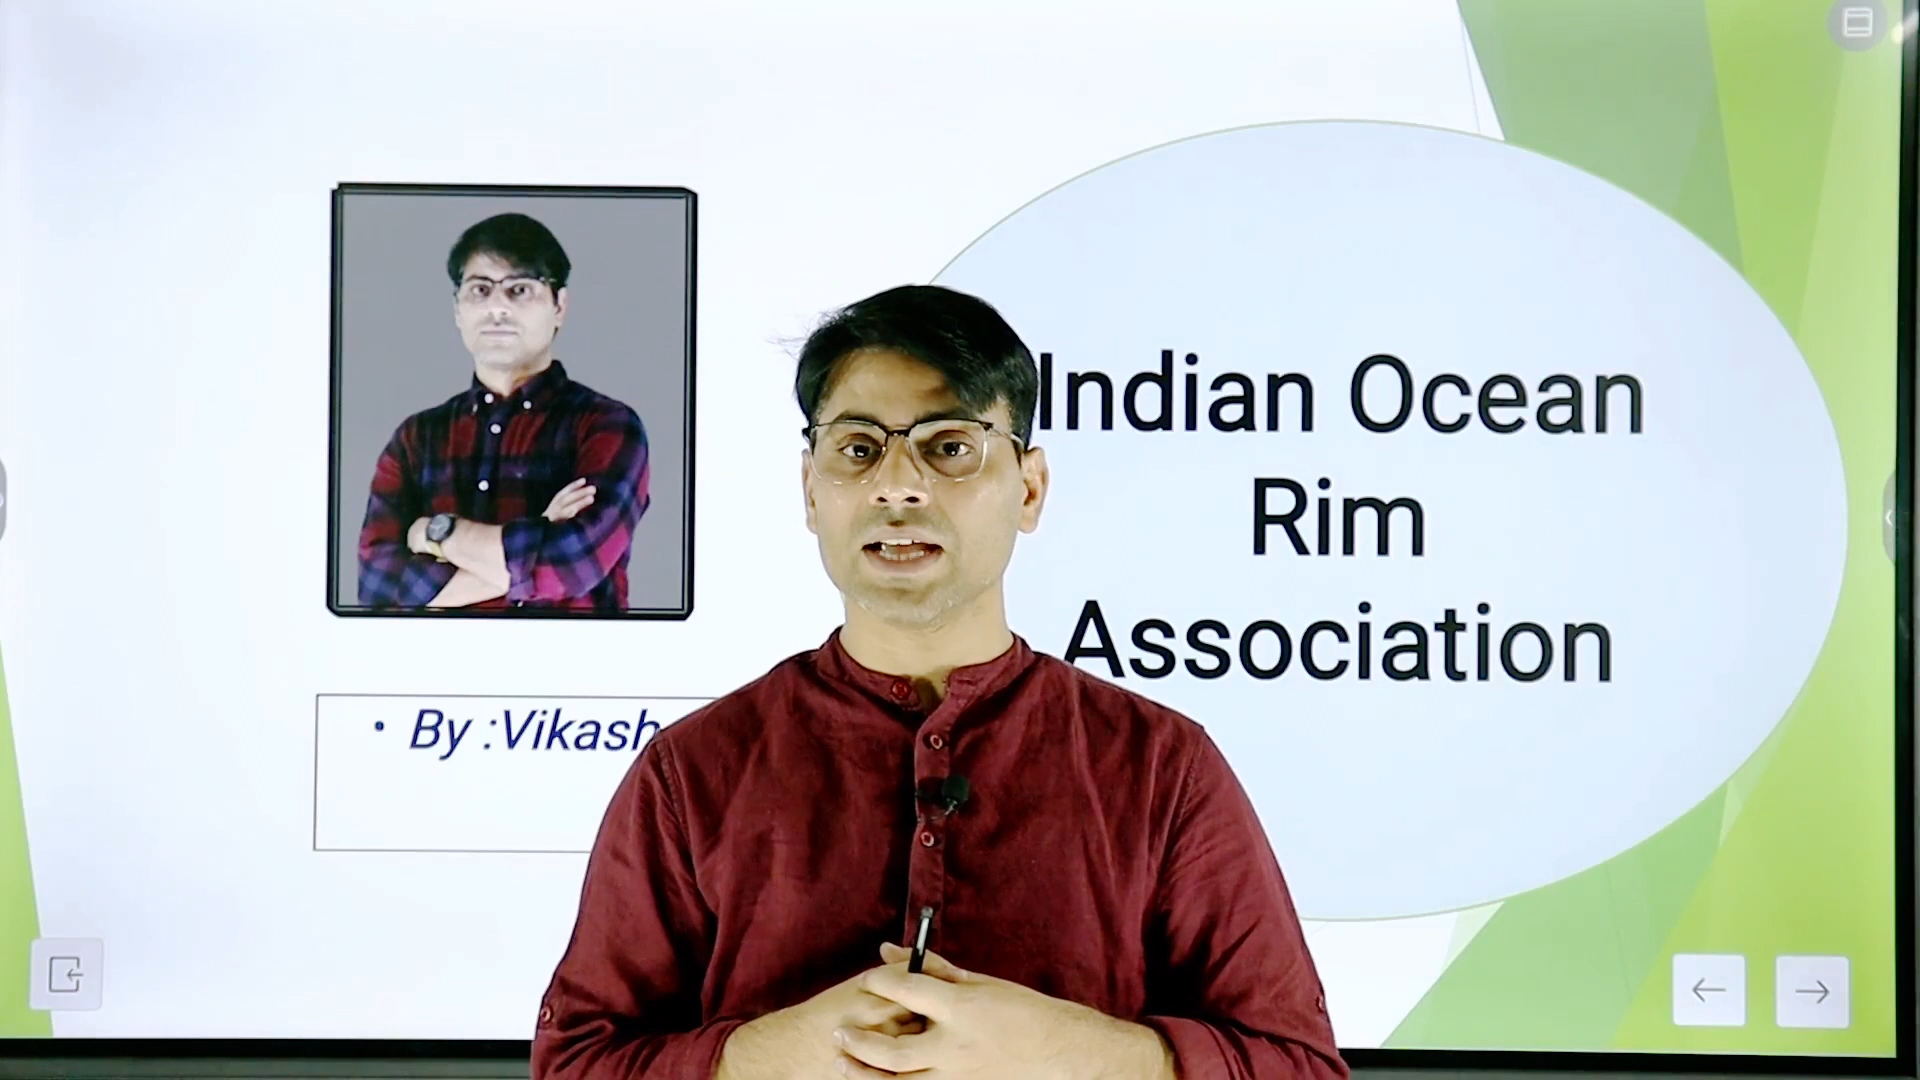 Indian Ocean
Rim
Association
• By :Vikash